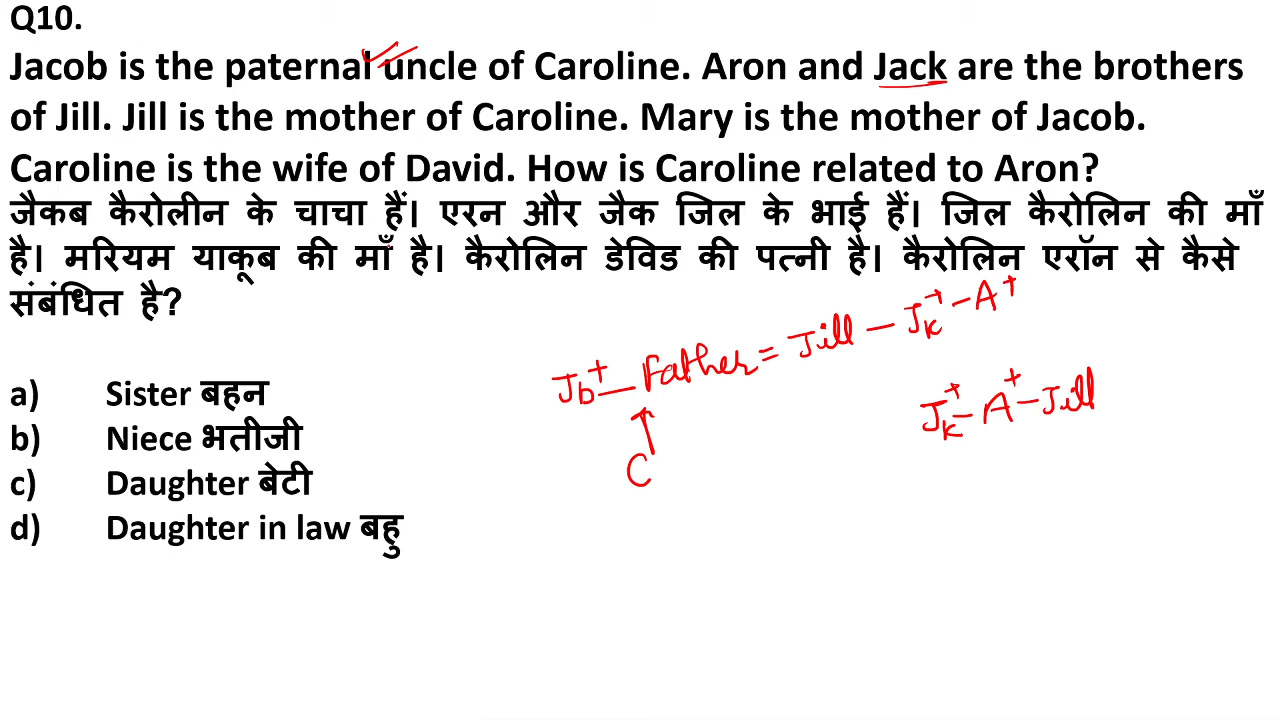 Q10.
Jacob is the paternal uncle of Caroline. Aron and Jack are the brothers
of Jill. Jill is the mother of Caroline. Mary is the mother of Jacob.
Caroline is the wife of David. How is Caroline related to Aron?
जैकब कैरोलीन के चाचा हैं। एरन और जैक जिल के भाई हैं। जिल कैरोलिन की माँ
है। मरियम याकूब की माँ है। कैरोलिन डेविड की पत्नी है। कैरोलिन एरॉन से कैसे
संबंधित है?
Jb+ – Father = Jill – Jk+ – A+
Jk+ – A+ – Jill
C
a) Sister बहन
b) Niece भतीजी
c) Daughter बेटी
d) Daughter in law बहु